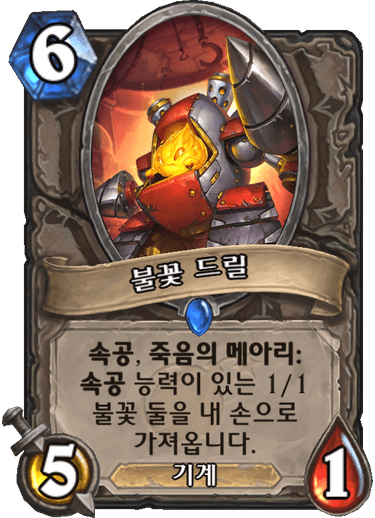 6
불꽃 드릴
속공, 죽음의 메아리:
속공 능력이 있는 1/1
불꽃 둘을 내 손으로
가져옵니다.
5
기계
1